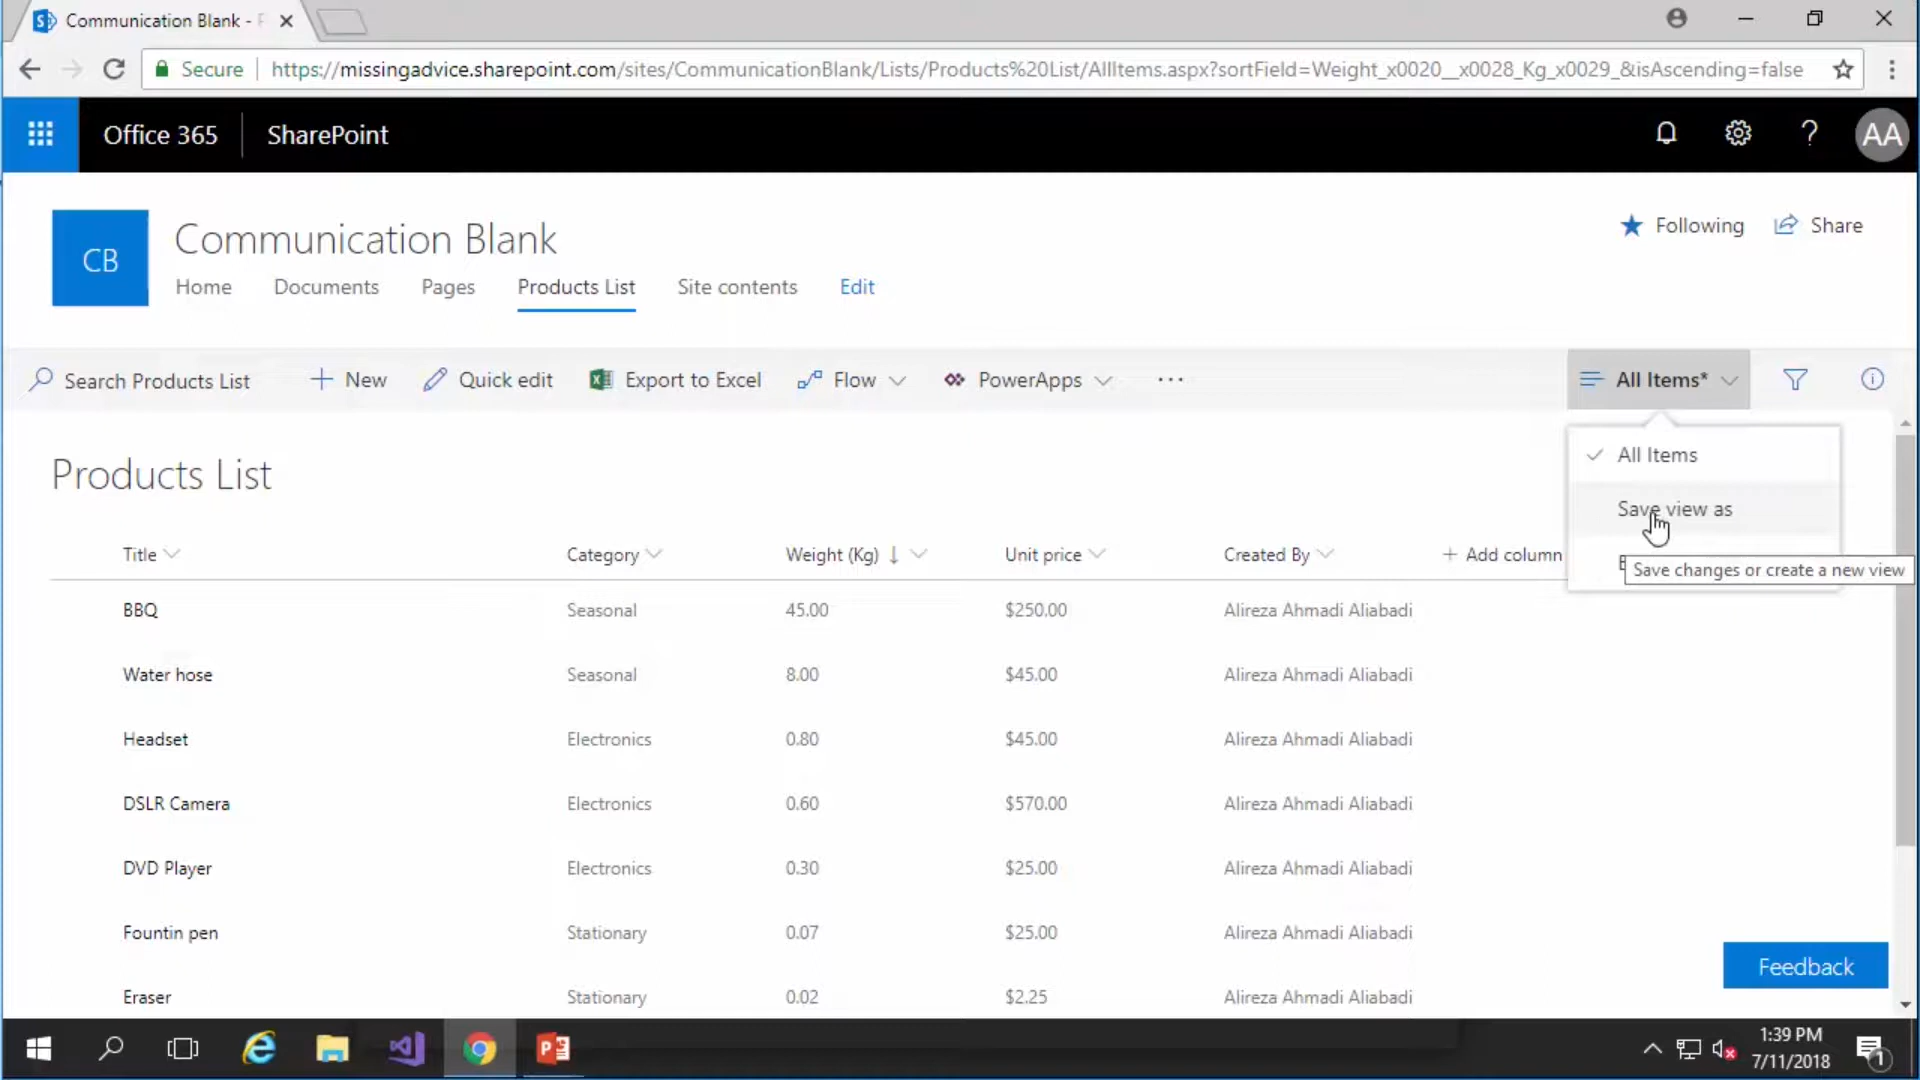 Communication Blank -
Secure https://missingadvice.sharepoint.com/sites/CommunicationBlank/Lists/Products%20List/AllItems.aspx?sortField=Weight_x0020__x0028_Kg_x0029_&isAscending=false
Office 365 SharePoint ? AA
CB
Communication Blank
Following Share
Home Documents Pages Products List Site contents Edit
Search Products List + New Quick edit Export to Excel Flow PowerApps ... All Items*
All Items
Save view as
Save changes or create a new view
Products List
Title Category Weight (Kg) ↓ Unit price Created By + Add column
BBQ Seasonal 45.00 $250.00 Alireza Ahmadi Aliabadi
Water hose Seasonal 8.00 $45.00 Alireza Ahmadi Aliabadi
Headset Electronics 0.80 $45.00 Alireza Ahmadi Aliabadi
DSLR Camera Electronics 0.60 $570.00 Alireza Ahmadi Aliabadi
DVD Player Electronics 0.30 $25.00 Alireza Ahmadi Aliabadi
Fountin pen Stationary 0.07 $25.00 Alireza Ahmadi Aliabadi
Eraser Stationary 0.02 $2.25 Alireza Ahmadi Aliabadi
Feedback
1:39 PM
7/11/2018
1